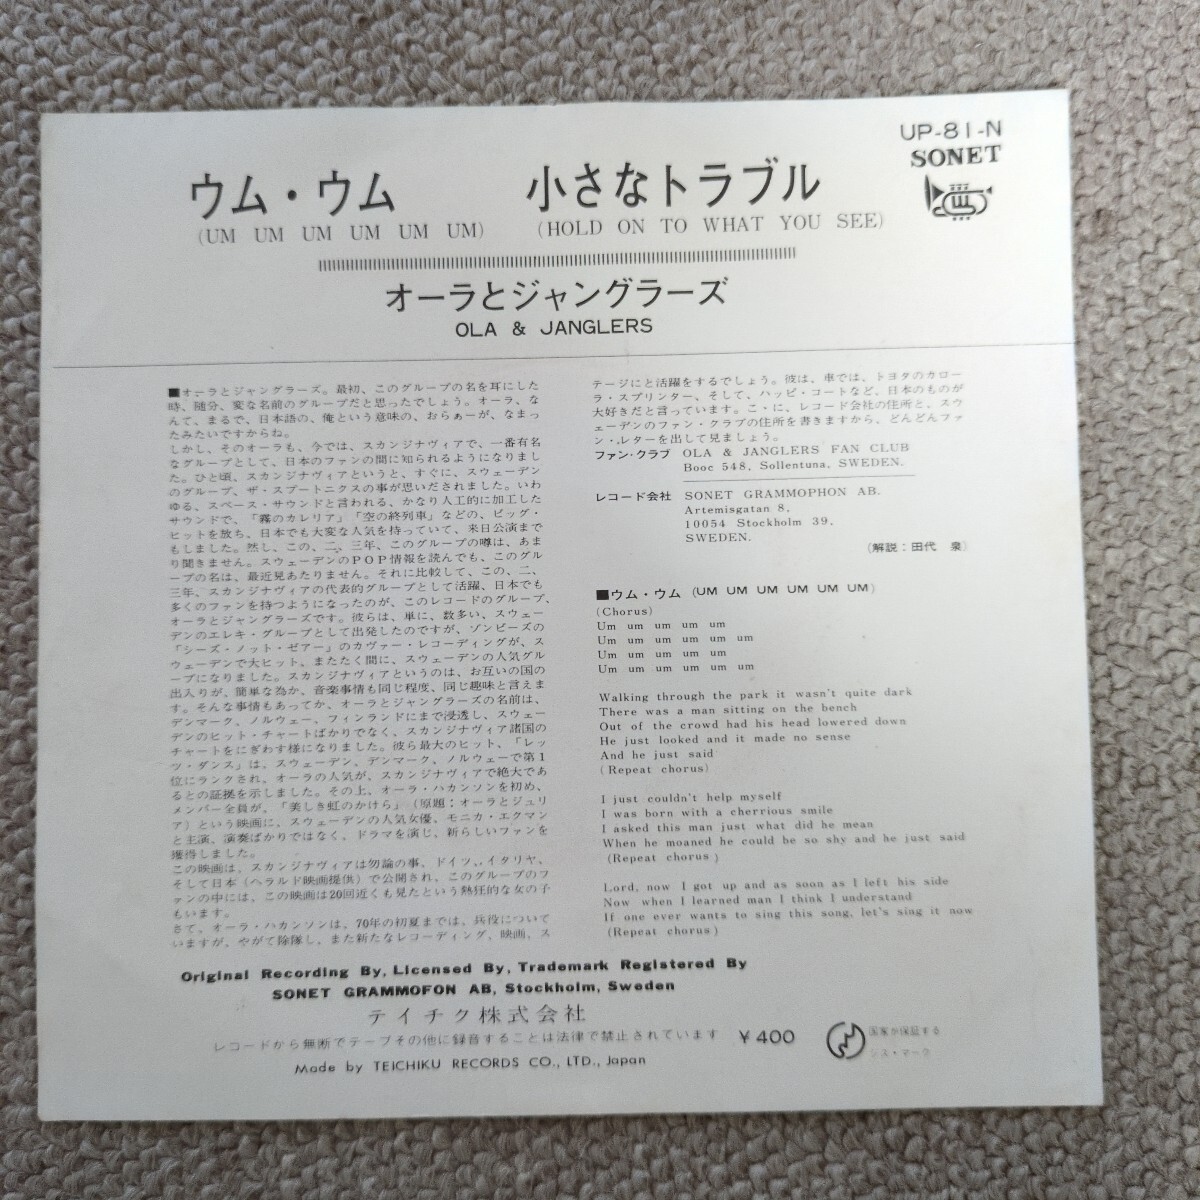 UP-81-N
SONET
ウム・ウム　小さなトラブル
(UM UM UM UM UM UM)　(HOLD ON TO WHAT YOU SEE)
オーラとジャングラーズ
OLA & JANGLERS
■オーラとジャングラーズ。最初、このグループの名を耳にした
時、随分、変な名前のグループだと思ったでしょう。オーラ、な
んて、まるで、日本語の、俺という意味の、おらぁーが、なまっ
たみたいですからね。
しかし、そのオーラも、今では、スカンジナヴィアで、一番有名
なグループとして、日本のファンの間に知られるようになりまし
た。ひと頃、スカンジナヴィアというと、すぐに、スウェーデン
のグループ、ザ・スプートニクスの事が思いだされました。いわ
ゆる、スペース・サウンドと言われる、かなり人工的に加工した
サウンドで、「霧のカレリア」「空の終列車」などの、ビッグ・
ヒットを放ち、日本でも大変な人気を持っていて、来日公演まで
もしました。然し、この、二、三年、このグループの噂は、あま
り聞きません。スウェーデンのPOP情報を読んでも、このグル
ープの名は、最近見あたりません。それに比較して、この、二、
三年、スカンジナヴィアの代表的グループとして活躍、日本でも
多くのファンを持つようになったのが、このレコードのグループ、
オーラとジャングラーズです。彼らは、単に、数多い、スウェー
デンのエレキ・グループとして出発したのですが、ゾンビーズの
「シーズ・ノット・ゼアー」のカヴァー・レコーディングが、ス
ウェーデンで大ヒット、またたく間に、スウェーデンの人気グル
ープになりました。スカンジナヴィアというのは、お互いの国の
出入りが、簡単な為か、音楽事情も同じ程度、同じ趣味と言えま
す。そんな事情もあってか、オーラとジャングラーズの名前は、
デンマーク、ノルウェー、フィンランドにまで浸透し、スウェー
デンのヒット・チャートばかりでなく、スカンジナヴィア諸国の
チャートをにぎわす様になりました。彼ら最大のヒット、「レッ
ツ・ダンス」は、スウェーデン、デンマーク、ノルウェーで第1
位にランクされ、オーラの人気が、スカンジナヴィアで絶大であ
るとの証拠を示しました。その上、オーラ・ハカンソンを初め、
メンバー全員が、「美しき虹のかけら」(原題：オーラとジュリ
ア)という映画に、スウェーデンの人気女優、モニカ・エクマン
と主演、演奏ばかりではなく、ドラマを演じ、新らしいファンを
獲得しました。
この映画は、スカンジナヴィアは勿論の事、ドイツ、イタリヤ、
そして日本(ヘラルド映画提供)で公開され、このグループのフ
ァンの中には、この映画は20回近くも見たという熱狂的な女の子
もいます。
さて、オーラ・ハカンソンは、70年の初夏までは、兵役について
いますが、やがて除隊し、また新たなレコーディング、映画、ス
テージにと活躍をするでしょう。彼は、車では、トヨタのカロー
ラ・スプリンター、そして、ハッピ・コートなど、日本のものが
大好きだと言っています。こゝに、レコード会社の住所と、スウ
ェーデンのファン・クラブの住所を書きますから、どんどんファ
ン・レターを出して見ましょう。
ファン・クラブ　OLA & JANGLERS FAN CLUB
Booc 548, Sollentuna, SWEDEN.
レコード会社　SONET GRAMMOPHON AB.
Artemisgatan 8,
10054 Stockholm 39,
SWEDEN.
(解説：田代　泉)
■ウム・ウム (UM UM UM UM UM UM)
(Chorus)
Um um um um um
Um um um um um um
Um um um um um
Um um um um um um
Walking through the park it wasn't quite dark
There was a man sitting on the bench
Out of the crowd had his head lowered down
He just looked and it made no sense
And he just said
(Repeat chorus)
I just couldn't help myself
I was born with a cherrious smile
I asked this man just what did he mean
When he moaned he could be so shy and he just said
(Repeat chorus)
Lord, now I got up and as soon as I left his side
Now when I learned man I think I understand
If one ever wants to sing this song, let's sing it now
(Repeat chorus)
Original Recording By, Licensed By, Trademark Registered By
SONET GRAMMOFON AB, Stockholm, Sweden
テイチク株式会社
レコードから無断でテープその他に録音することは法律で禁止されています　¥400
国家が保証する
ジス・マーク
Made by TEICHIKU RECORDS CO., LTD., Japan